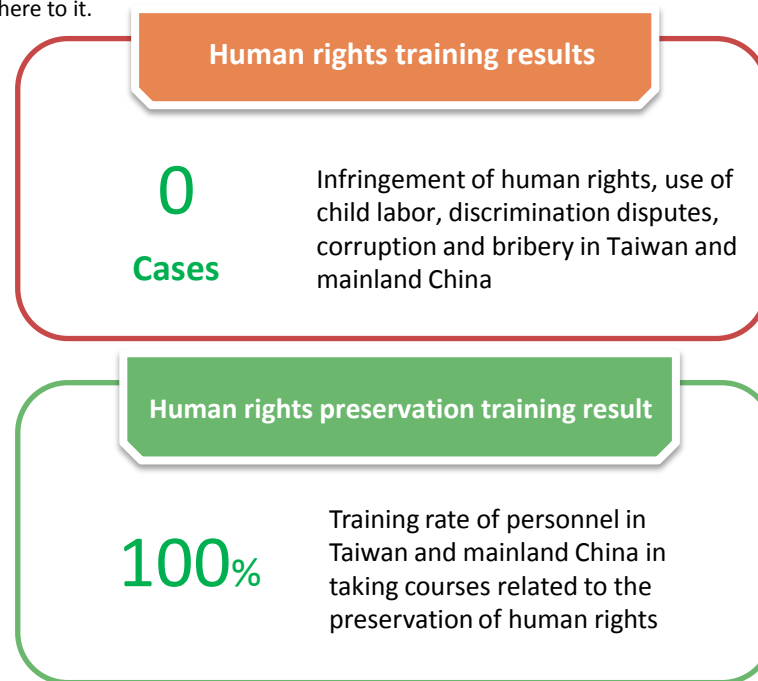 here to it.
Human rights training results
0
Cases
Infringement of human rights, use of
child labor, discrimination disputes,
corruption and bribery in Taiwan and
mainland China
Human rights preservation training result
100%
Training rate of personnel in
Taiwan and mainland China in
taking courses related to the
preservation of human rights